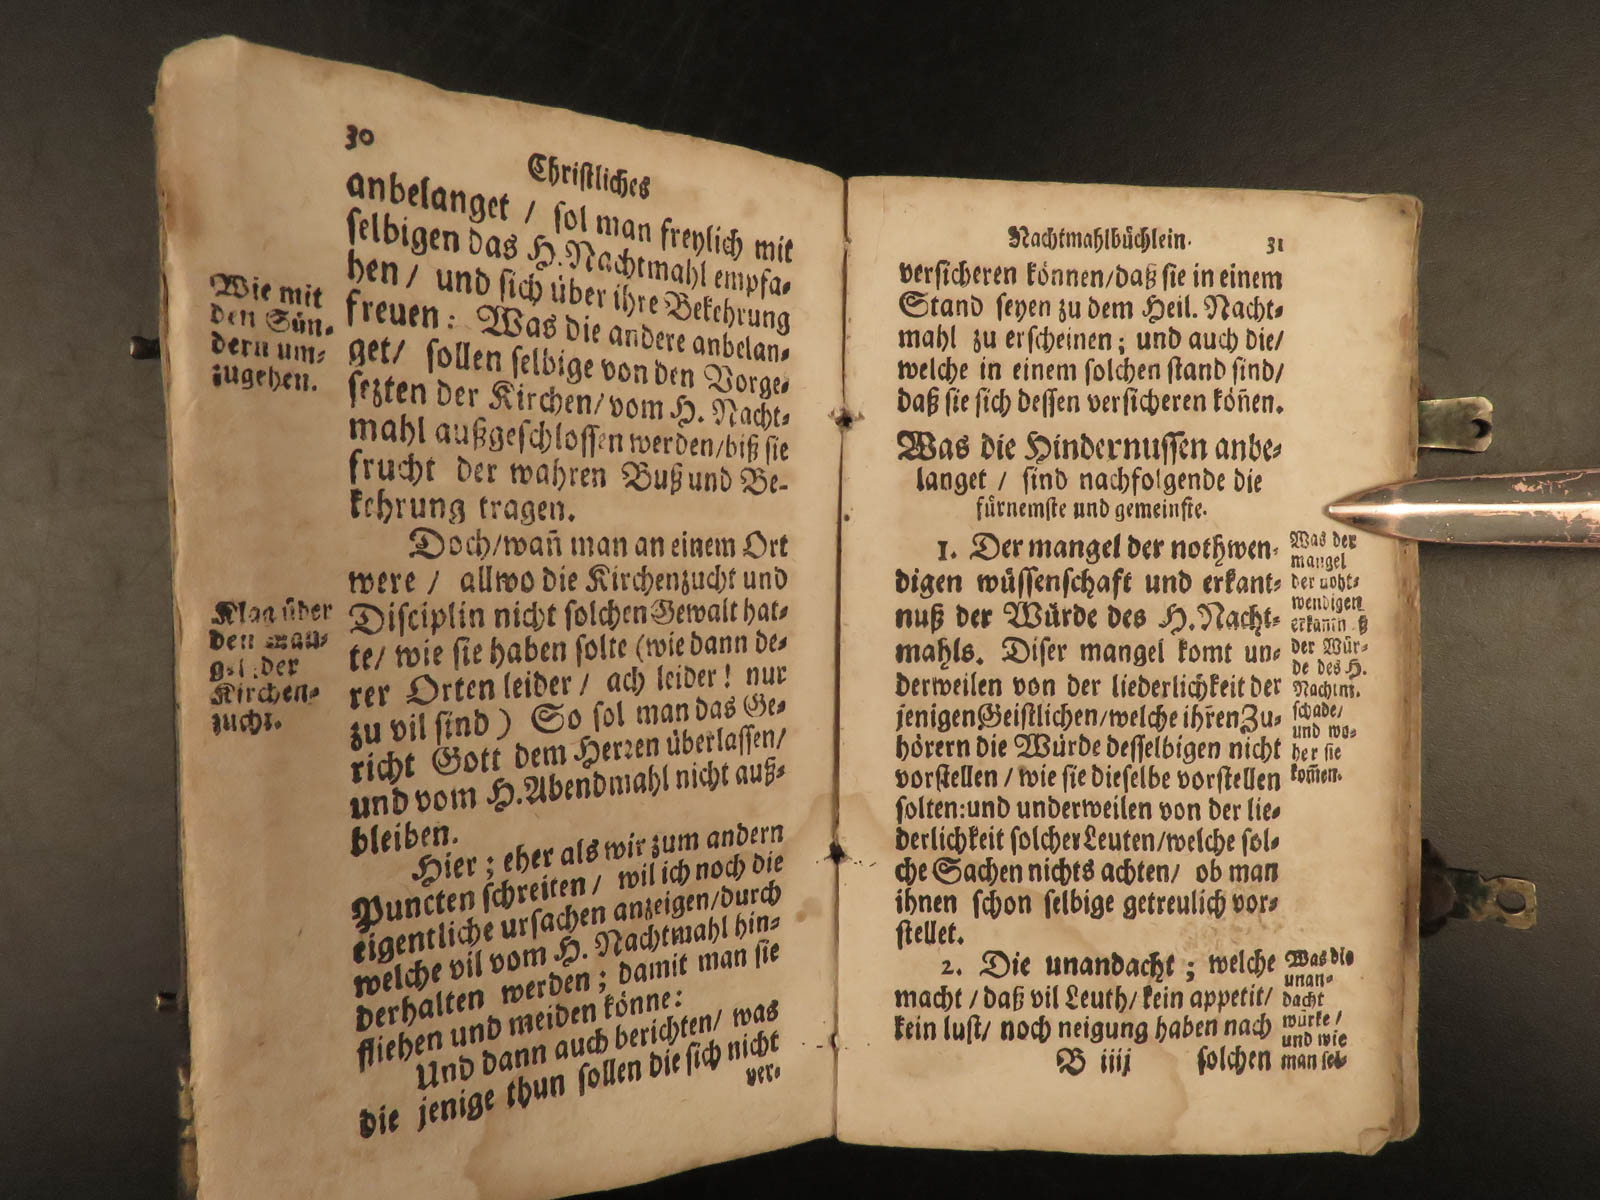 30
Christliches
anbelanget / sol man freylich mit
selbigen das H. Nachtmahl empfa-
hen / und sich über ihre Bekehrung
freuen: Was die andere anbelan-
get / sollen selbige von den Vorge-
sezten der Kirchen / vom H. Nacht-
mahl außgeschlossen werden / biß sie
frucht der wahren Buß und Be-
kehrung tragen.
Doch / wañ man an einem Ort
were / allwo die Kirchenzucht und
Disciplin nicht solchen Gewalt hat-
te / wie sie haben solte (wie dann de-
rer Orten leider / ach leider! nur
zu vil sind) So sol man das Ge-
richt Gott dem Herren überlassen /
und vom H. Abendmahl nicht auß-
bleiben.
Hier ; eher als wir zum andern
Puncten schreiten / wil ich noch die
eigentliche ursachen anzeigen / durch
welche vil vom H. Nachtmahl hin-
derhalten werden ; damit man sie
fliehen und meiden könne:
Und dann auch berichten / was
die jenige thun sollen die sich nicht
ver-
Wie mit
den Sün-
dern um-
zugehen.
Klag über
den man-
gel der
Kirchen-
zucht.
Nachtmahlbüchlein.
31
versicheren können / daß sie in einem
Stand seyen zu dem Heil. Nacht-
mahl zu erscheinen ; und auch die /
welche in einem solchen stand sind /
daß sie sich dessen versicheren köñen.
Was die Hindernussen anbe-
langet / sind nachfolgende die
fürnemste und gemeinste.
1. Der mangel der nothwen-
digen wüssenschaft und erkant-
nuß der Würde des H. Nacht-
mahls. Diser mangel komt un-
derweilen von der liederlichkeit der
jenigen Geistlichen / welche ihren Zu-
hörern die Würde desselbigen nicht
vorstellen / wie sie dieselbe vorstellen
solten: und underweilen von der lie-
derlichkeit solcher Leuten / welche sol-
che Sachen nichts achten / ob man
ihnen schon selbige getreulich vor-
stellet.
2. Die unandacht ; welche
macht / daß vil Leuth / kein appetit /
kein lust / noch neigung haben nach
B iiij solchen
Was der
mangel
der noht-
wendigen
erkantnuß
der Wür-
de des H.
Nachtm.
schade /
und wo-
her sie
kom̃en.
Was die
unan-
dacht
würke /
und wie
man sel-